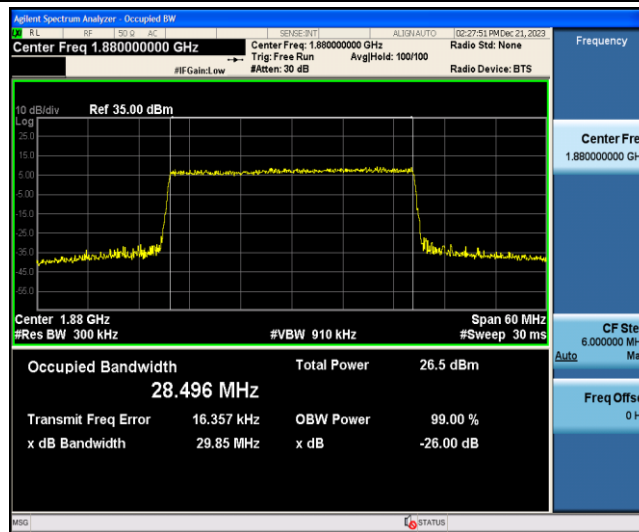 Agilent Spectrum Analyzer - Occupied BW
RL RF 50 Ω AC SENSE:INT ALIGNAUTO 02:27:51 PM Dec 21, 2023
Center Freq 1.880000000 GHz
Center Freq: 1.880000000 GHz Radio Std: None
Trig: Free Run Avg|Hold: 100/100
#IFGain:Low #Atten: 30 dB Radio Device: BTS
Frequency
10 dB/div Ref 35.00 dBm
Log
25.0
15.0
5.00
-5.00
-15.0
-25.0
-35.0
-45.0
-55.0
Center Fre
1.880000000 GH
Center 1.88 GHz Span 60 MHz
#Res BW 300 kHz #VBW 910 kHz #Sweep 30 ms
CF Ste
6.000000 MH
Auto Ma
Occupied Bandwidth Total Power 26.5 dBm
28.496 MHz
Transmit Freq Error 16.357 kHz OBW Power 99.00 %
x dB Bandwidth 29.85 MHz x dB -26.00 dB
Freq Offs
0 H
MSG STATUS